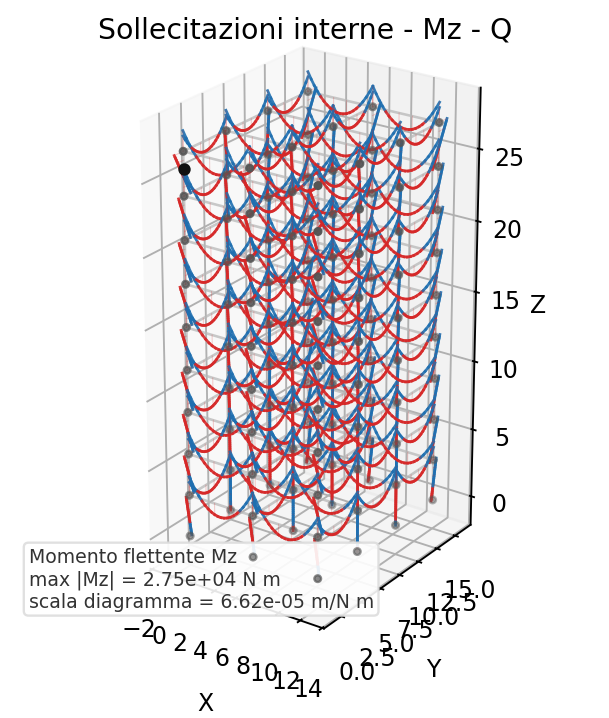 Sollecitazioni interne - Mz - Q
25
20
15 Z
10
5
0
Momento flettente Mz
max |Mz| = 2.75e+04 N m
scala diagramma = 6.62e-05 m/N m
−2 0 2 4 6 8 10 12 14
X
0.0 2.5 5.0 7.5 10.0 12.5 15.0
Y